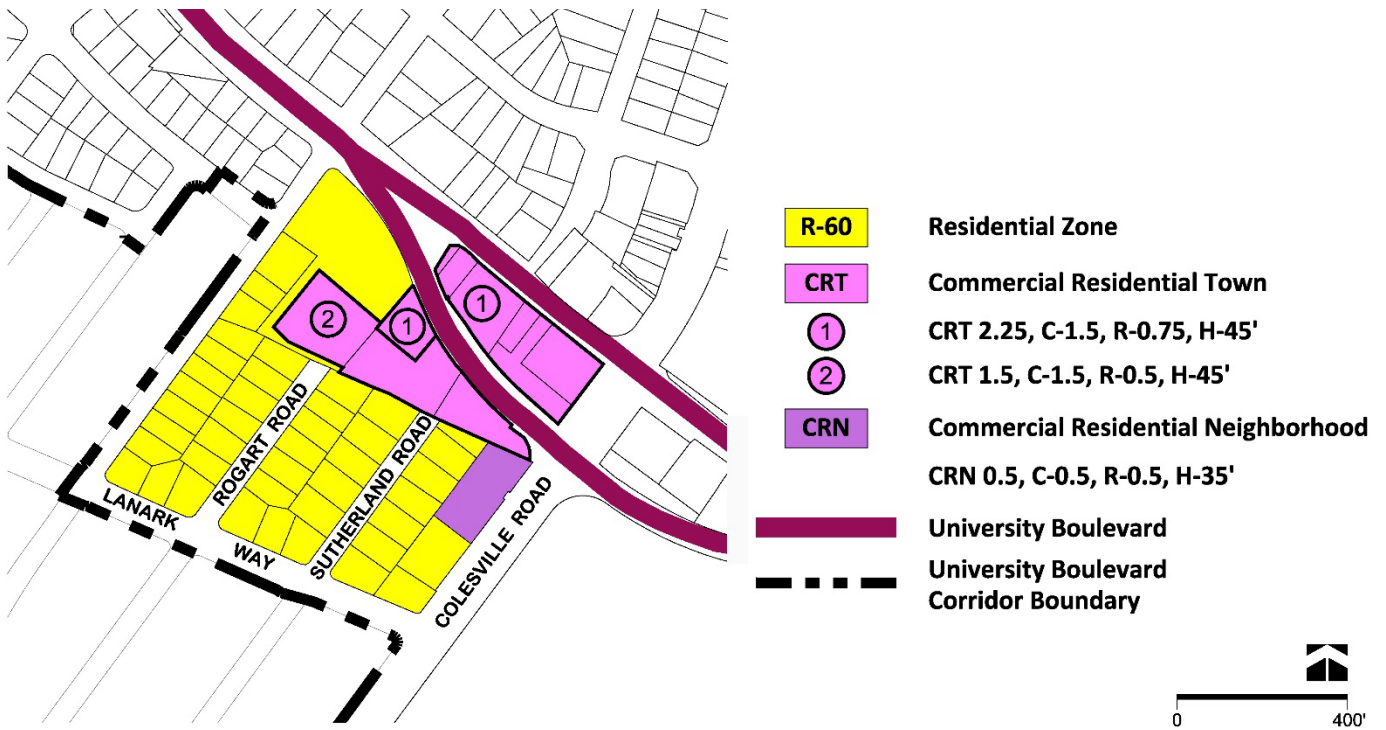 2
1
1
ROGART ROAD
SUTHERLAND ROAD
LANARK
WAY
COLESVILLE ROAD
R-60 Residential Zone
CRT Commercial Residential Town
1 CRT 2.25, C-1.5, R-0.75, H-45'
2 CRT 1.5, C-1.5, R-0.5, H-45'
CRN Commercial Residential Neighborhood
CRN 0.5, C-0.5, R-0.5, H-35'
University Boulevard
University Boulevard
Corridor Boundary
0 400'